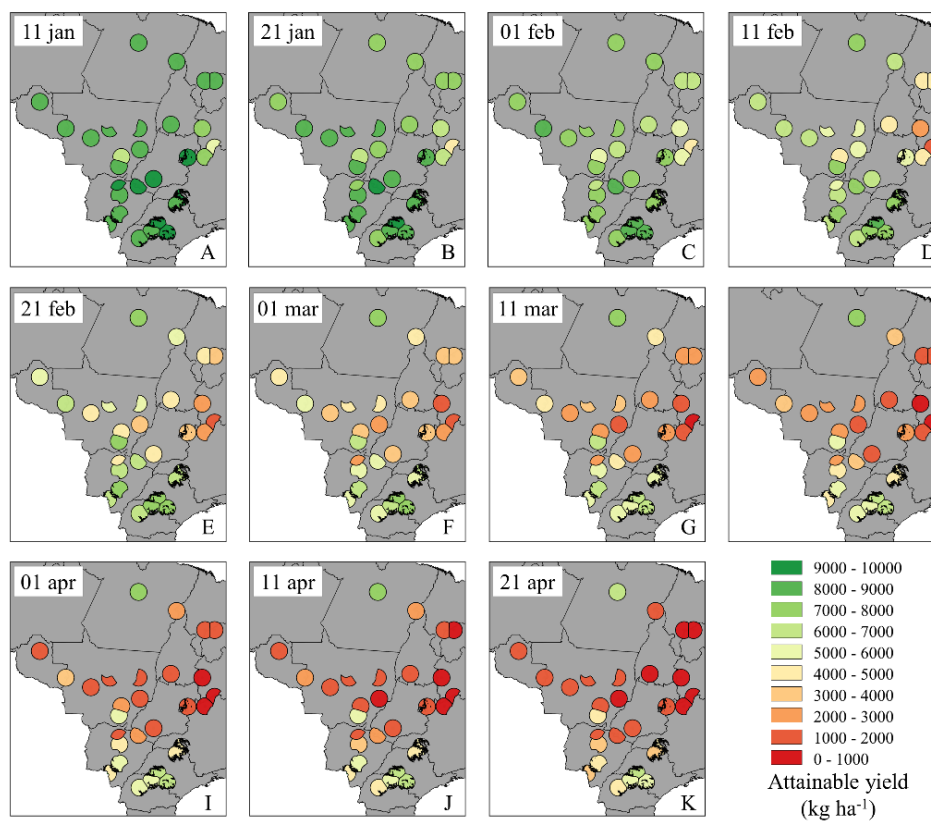 11 jan
A
21 jan
B
01 feb
C
11 feb
D
21 feb
E
01 mar
F
11 mar
G
01 apr
I
11 apr
J
21 apr
K
9000 - 10000
8000 - 9000
7000 - 8000
6000 - 7000
5000 - 6000
4000 - 5000
3000 - 4000
2000 - 3000
1000 - 2000
0 - 1000
Attainable yield
(kg ha⁻¹)